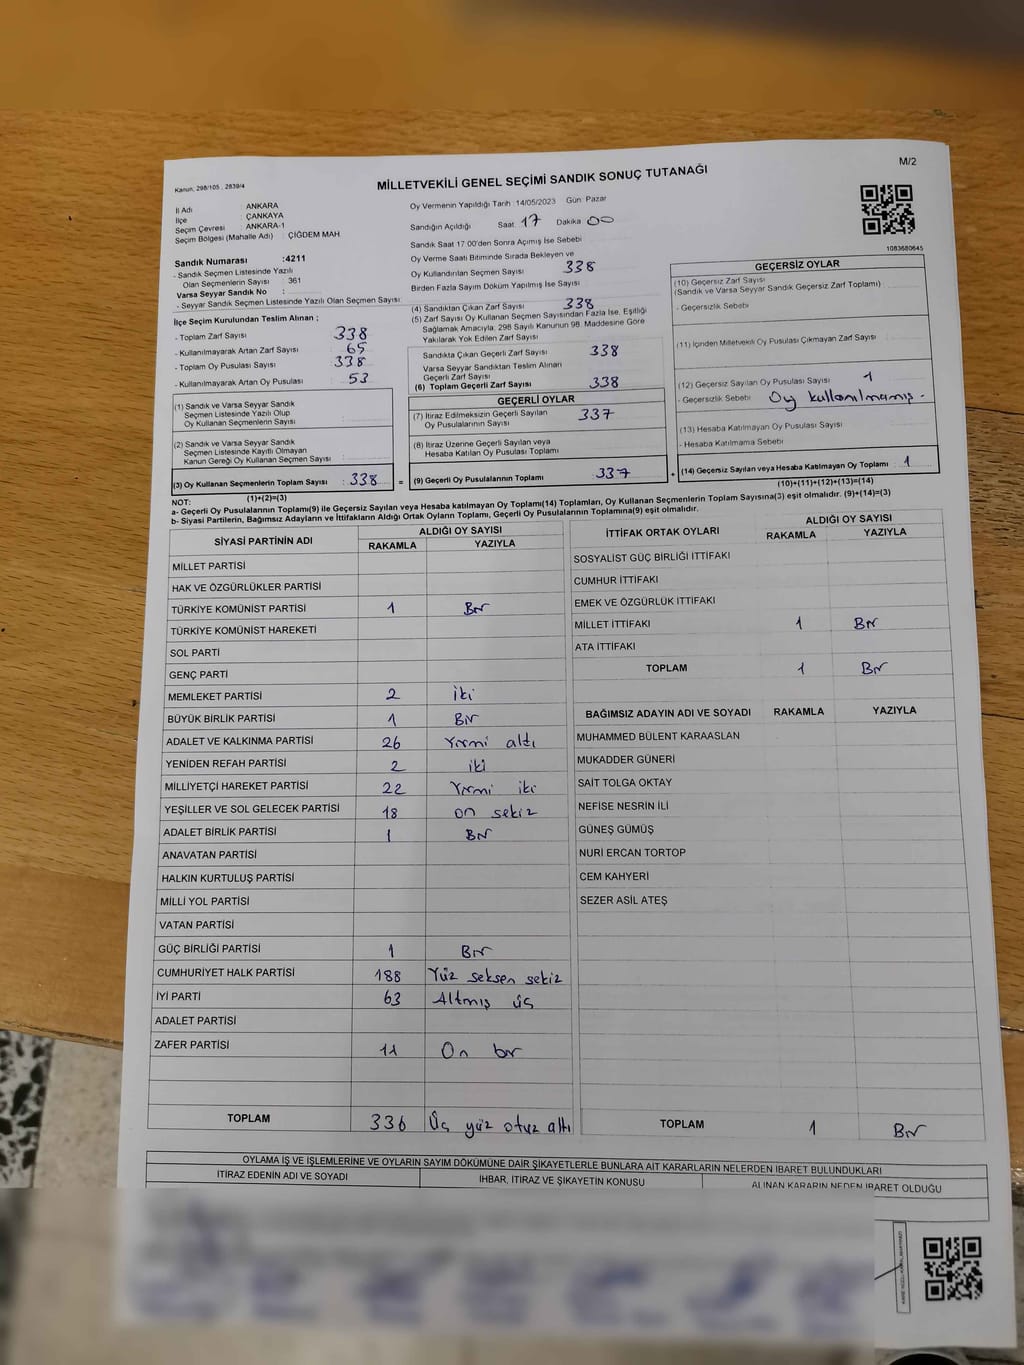 M/2
Kanun, 298/105 , 2839/4
MİLLETVEKİLİ GENEL SEÇİMİ SANDIK SONUÇ TUTANAĞI
1083680645
İl Adı : ANKARA
İlçe : ÇANKAYA
Seçim Çevresi : ANKARA-1
Seçim Bölgesi (Mahalle Adı) : ÇİĞDEM MAH.
Sandık Numarası :4211
- Sandık Seçmen Listesinde Yazılı
Olan Seçmenlerin Sayısı : 361
Varsa Seyyar Sandık No :
- Seyyar Sandık Seçmen Listesinde Yazılı Olan Seçmen Sayısı:
İlçe Seçim Kurulundan Teslim Alınan ;
- Toplam Zarf Sayısı : 338
- Kullanılmayarak Artan Zarf Sayısı : 65
- Toplam Oy Pusulası : 338
- Kullanılmayarak Artan Oy Pusulası : 53
(1) Sandık ve Varsa Seyyar Sandık
Seçmen Listesinde Yazılı Olup
Oy Kullanan Seçmenlerin Sayısı :
(2) Sandık ve Varsa Seyyar Sandık
Seçmen Listesinde Kayıtlı Olmayan
Kanun Gereği Oy Kullanan Seçmen Sayısı :
(3) Oy Kullanan Seçmenlerin Toplam Sayısı : 338 =
(1)+(2)=(3)
Oy Vermenin Yapıldığı Tarih :14/05/2023 Gün :Pazar
Sandığın Açıldığı Saat :17 Dakika :00
Sandık Saat 17:00'den Sonra Açılmış İse Sebebi
Oy Verme Saati Bitiminde Sırada Bekleyen ve
Oy Kullandırılan Seçmen Sayısı 338
Birden Fazla Sayım Döküm Yapılmış İse Sayısı
(4) Sandıktan Çıkan Zarf Sayısı 338
(5) Zarf Sayısı Oy Kullanan Seçmen Sayısından Fazla İse, Eşitliği
Sağlamak Amacıyla; 298 Sayılı Kanunun 98. Maddesine Göre
Yakılarak Yok Edilen Zarf Sayısı
Sandıkta Çıkan Geçerli Zarf Sayısı 338
Varsa Seyyar Sandıktan Teslim Alınan
Geçerli Zarf Sayısı
(6) Toplam Geçerli Zarf Sayısı 338
GEÇERLİ OYLAR
(7) İtiraz Edilmeksizin Geçerli Sayılan
Oy Pusulalarının Sayısı : 337
(8) İtiraz Üzerine Geçerli Sayılan veya
Hesaba Katılan Oy Pusulası Toplamı
(9) Geçerli Oy Pusulalarının Toplamı : 337 +
GEÇERSİZ OYLAR
(10) Geçersiz Zarf Sayısı
(Sandık ve Varsa Seyyar Sandık Geçersiz Zarf Toplamı) :
- Geçersizlik Sebebi :
(11) İçinden Milletvekili Oy Pusulası Çıkmayan Zarf Sayısı :
(12) Geçersiz Sayılan Oy Pusulası Sayısı : 1
- Geçersizlik Sebebi : Oy kullanılmamış.
(13) Hesaba Katılmayan Oy Pusulası Sayısı :
- Hesaba Katılmama Sebebi :
(14) Geçersiz Sayılan veya Hesaba Katılmayan Oy Toplamı : 1
(10)+(11)+(12)+(13)=(14)
NOT:
a- Geçerli Oy Pusulalarının Toplamı(9) ile Geçersiz Sayılan veya Hesaba katılmayan Oy Toplamı(14) Toplamları, Oy Kullanan Seçmenlerin Toplam Sayısına(3) eşit olmalıdır. (9)+(14)=(3)
b- Siyasi Partilerin, Bağımsız Adayların ve İttifakların Aldığı Ortak Oyların Toplamı, Geçerli Oy Pusulalarının Toplamına(9) eşit olmalıdır.
SİYASİ PARTİNİN ADI ALDIĞI OY SAYISI
RAKAMLA YAZIYLA
MİLLET PARTİSİ
HAK VE ÖZGÜRLÜKLER PARTİSİ
TÜRKİYE KOMÜNİST PARTİSİ 1 Bir
TÜRKİYE KOMÜNİST HAREKETİ
SOL PARTİ
GENÇ PARTİ
MEMLEKET PARTİSİ 2 iki
BÜYÜK BİRLİK PARTİSİ 1 Bir
ADALET VE KALKINMA PARTİSİ 26 Yirmi altı
YENİDEN REFAH PARTİSİ 2 iki
MİLLİYETÇİ HAREKET PARTİSİ 22 Yirmi iki
YEŞİLLER VE SOL GELECEK PARTİSİ 18 on sekiz
ADALET BİRLİK PARTİSİ 1 Bir
ANAVATAN PARTİSİ
HALKIN KURTULUŞ PARTİSİ
MİLLİ YOL PARTİSİ
VATAN PARTİSİ
GÜÇ BİRLİĞİ PARTİSİ 1 Bir
CUMHURİYET HALK PARTİSİ 188 Yüz seksen sekiz
İYİ PARTİ 63 Altmış üç
ADALET PARTİSİ
ZAFER PARTİSİ 11 On bir
TOPLAM 336 Üç yüz otuz altı
İTTİFAK ORTAK OYLARI ALDIĞI OY SAYISI
RAKAMLA YAZIYLA
SOSYALİST GÜÇ BİRLİĞİ İTTİFAKI
CUMHUR İTTİFAKI
EMEK VE ÖZGÜRLÜK İTTİFAKI
MİLLET İTTİFAKI 1 Bir
ATA İTTİFAKI
TOPLAM 1 Bir
BAĞIMSIZ ADAYIN ADI VE SOYADI RAKAMLA YAZIYLA
MUHAMMED BÜLENT KARAASLAN
MUKADDER GÜNERİ
SAİT TOLGA OKTAY
NEFİSE NESRİN İLİ
GÜNEŞ GÜMÜŞ
NURİ ERCAN TORTOP
CEM KAHYERİ
SEZER ASİL ATEŞ
TOPLAM 1 Bir
OYLAMA İŞ VE İŞLEMLERİNE VE OYLARIN SAYIM DÖKÜMÜNE DAİR ŞİKAYETLERLE BUNLARA AİT KARARLARIN NELERDEN İBARET BULUNDUKLARI
İTİRAZ EDENİN ADI VE SOYADI İHBAR, İTİRAZ VE ŞİKAYETİN KONUSU ALINAN KARARIN NEDEN İBARET OLDUĞU